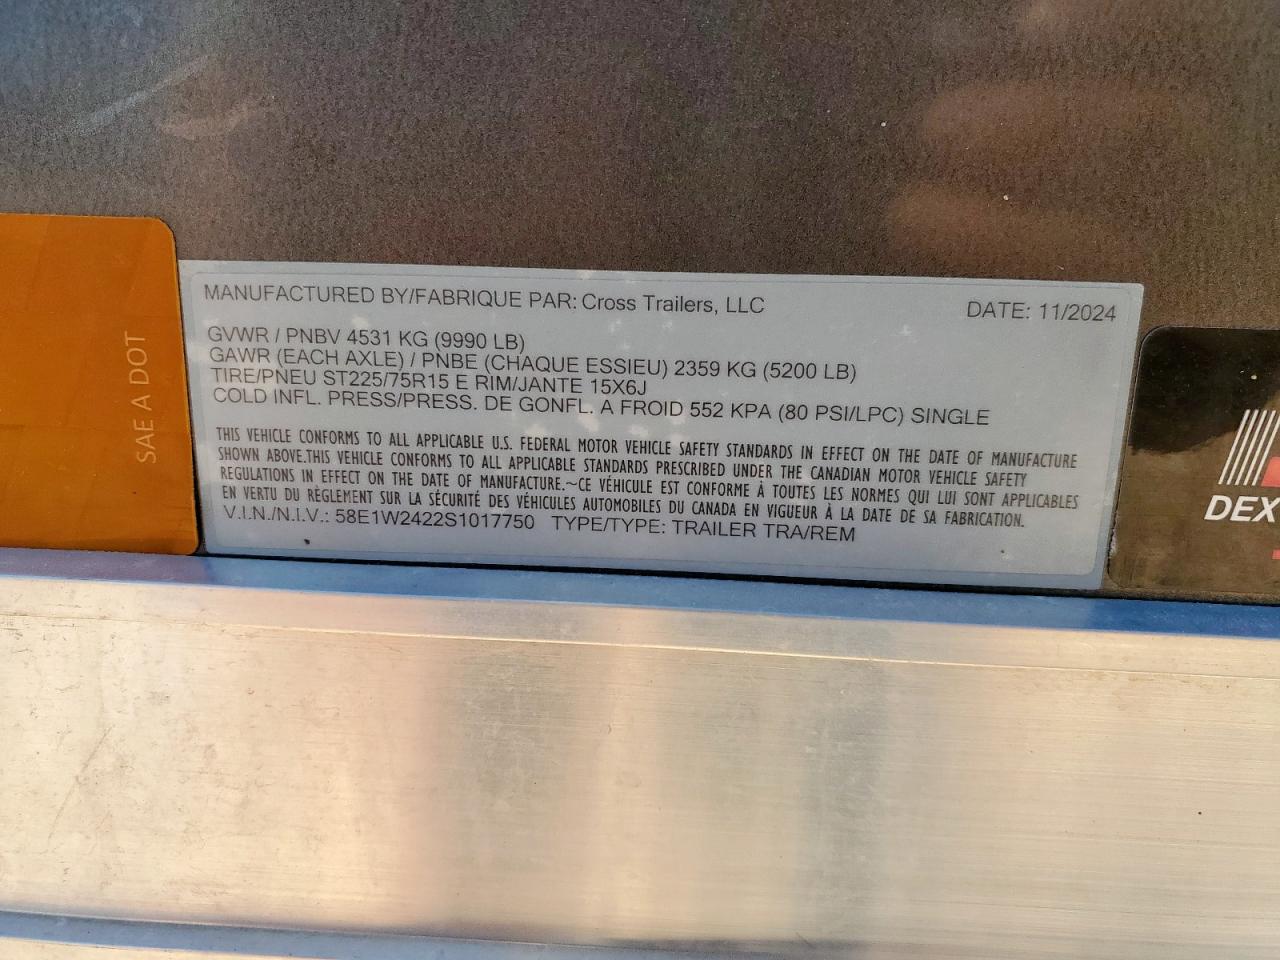 MANUFACTURED BY/FABRIQUE PAR: Cross Trailers, LLC DATE: 11/2024
GVWR / PNBV 4531 KG (9990 LB)
GAWR (EACH AXLE) / PNBE (CHAQUE ESSIEU) 2359 KG (5200 LB)
TIRE/PNEU ST225/75R15 E RIM/JANTE 15X6J
COLD INFL. PRESS/PRESS. DE GONFL. A FROID 552 KPA (80 PSI/LPC) SINGLE
THIS VEHICLE CONFORMS TO ALL APPLICABLE U.S. FEDERAL MOTOR VEHICLE SAFETY STANDARDS IN EFFECT ON THE DATE OF MANUFACTURE
SHOWN ABOVE.THIS VEHICLE CONFORMS TO ALL APPLICABLE STANDARDS PRESCRIBED UNDER THE CANADIAN MOTOR VEHICLE SAFETY
REGULATIONS IN EFFECT ON THE DATE OF MANUFACTURE.~CE VÉHICULE EST CONFORME À TOUTES LES NORMES QUI LUI SONT APPLICABLES
EN VERTU DU RÈGLEMENT SUR LA SÉCURITÉ DES VÉHICULES AUTOMOBILES DU CANADA EN VIGUEUR À LA DATE DE SA FABRICATION.
V.I.N./N.I.V.: 58E1W2422S1017750 TYPE/TYPE: TRAILER TRA/REM
SAE A DOT
DEX